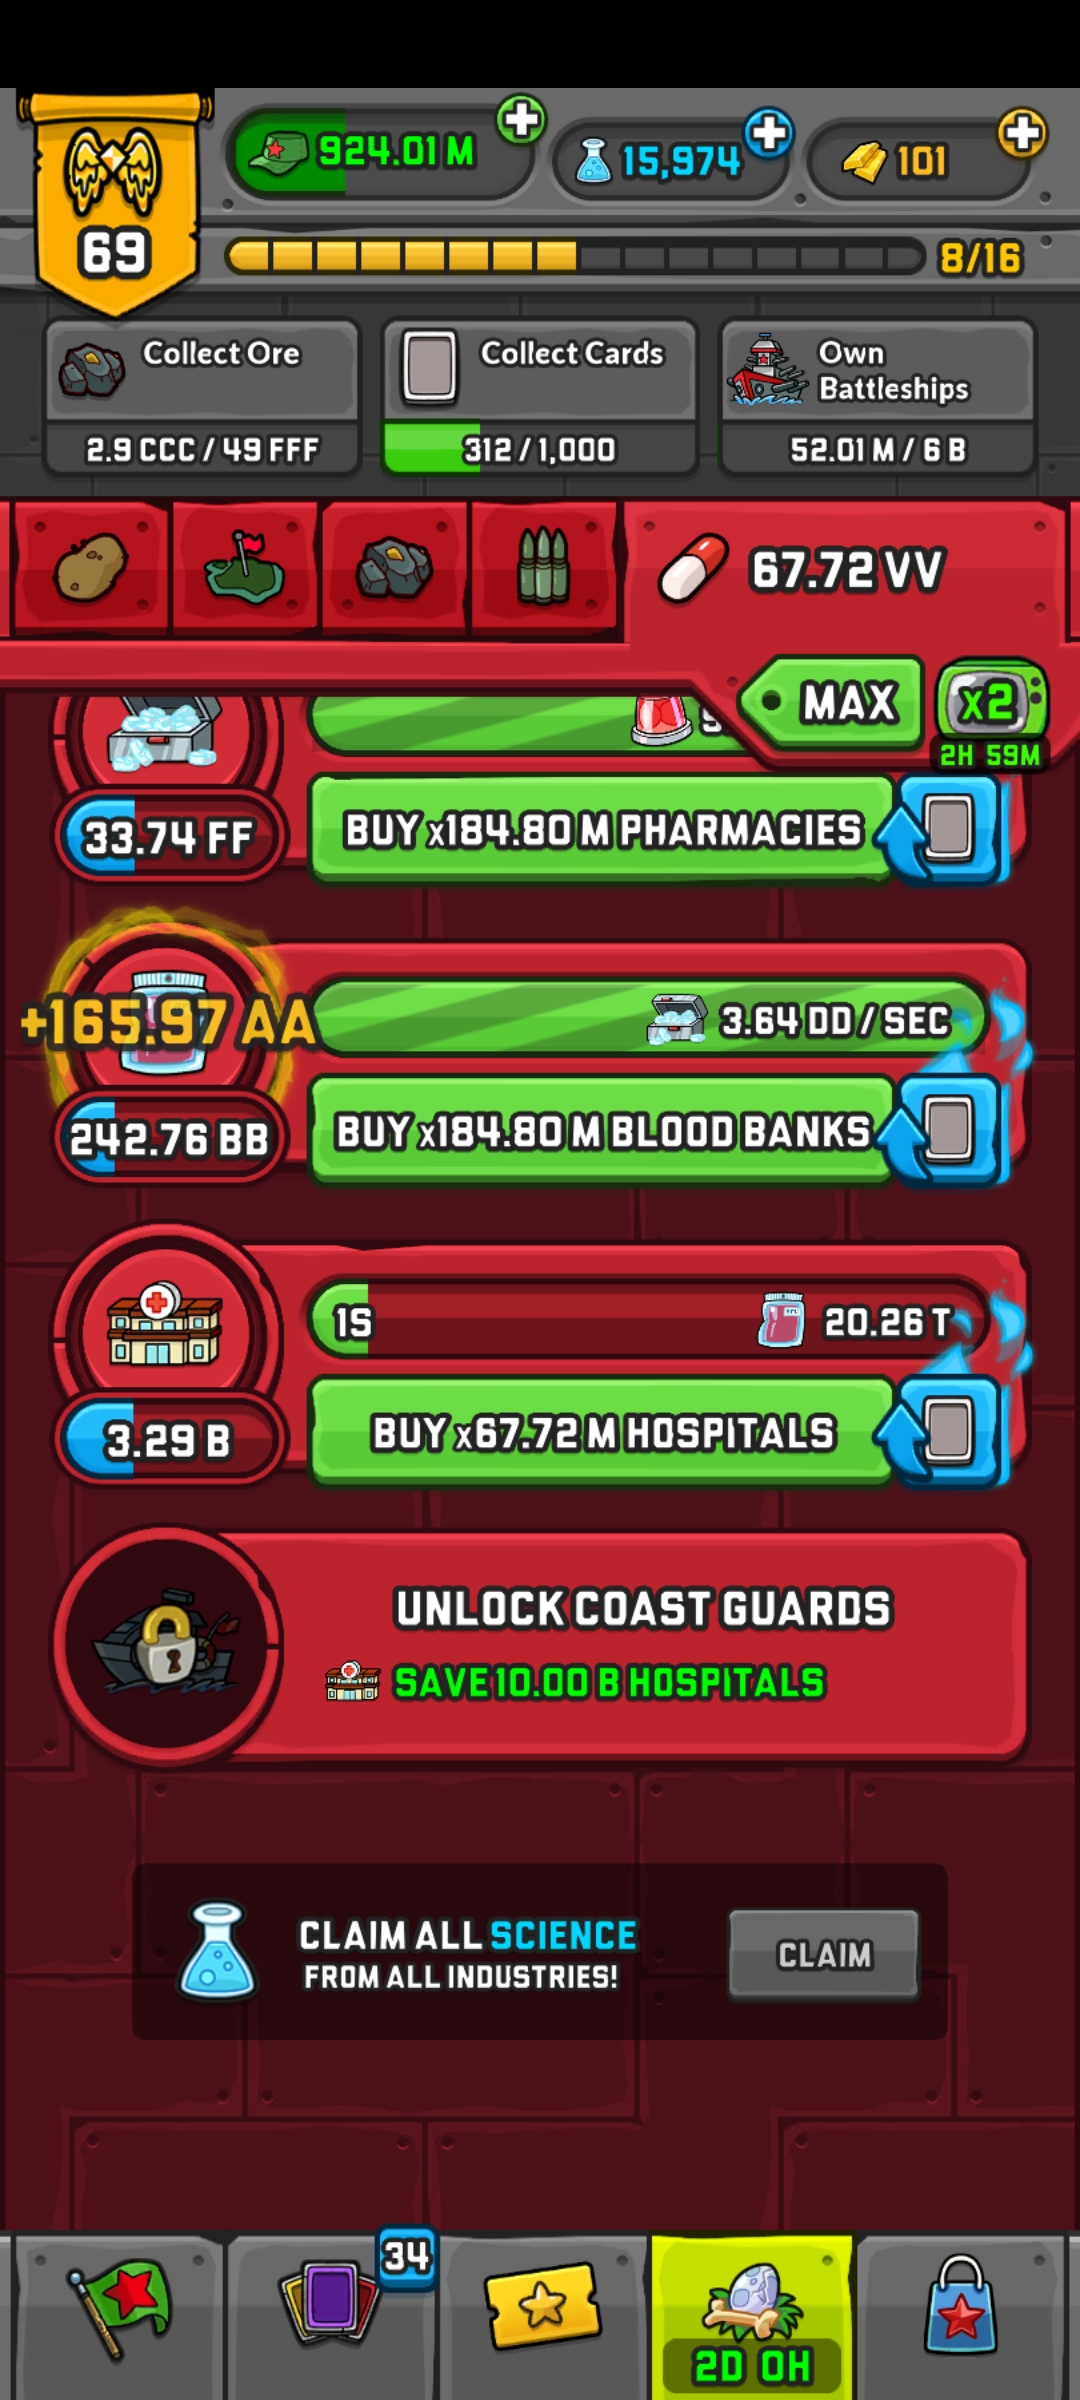 924.01 M
15,974
101
69
8/16
Collect Ore
2.9 CCC / 49 FFF
Collect Cards
312 / 1,000
Own
Battleships
52.01 M / 6 B
67.72 VV
MAX
x2
2H 59M
33.74 FF
BUY x184.80 M PHARMACIES
+165.97 AA
3.64 DD / SEC
242.76 BB
BUY x184.80 M BLOOD BANKS
1S
20.26 T
3.29 B
BUY x67.72 M HOSPITALS
UNLOCK COAST GUARDS
SAVE 10.00 B HOSPITALS
CLAIM ALL SCIENCE
FROM ALL INDUSTRIES!
CLAIM
34
2D 0H